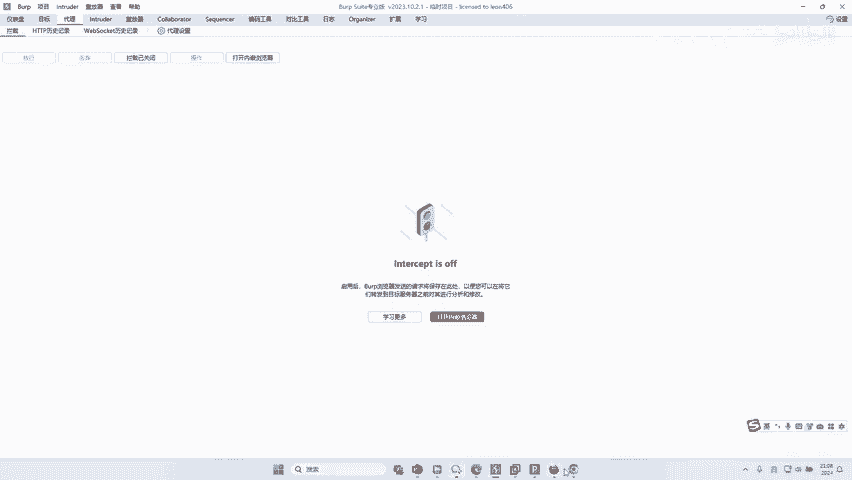 Burp 项目 Intruder 重放器 查看 帮助 Burp Suite专业版 v2023.10.2.1 - 临时项目 - licensed to leon406
仪表盘 目标 代理 Intruder 重放器 Collaborator Sequencer 编码工具 对比工具 日志 Organizer 扩展 学习 设置
拦截 HTTP历史记录 WebSocket历史记录 代理设置
放行 丢弃 拦截已关闭 操作 打开内嵌浏览器
Intercept is off
启用后，Burp浏览器发送的请求将保存在此处，以便您可以在将它
们转发到目标服务器之前对其进行分析和修改。
学习更多 打开内嵌浏览器
英
搜索
英
21:08
2024